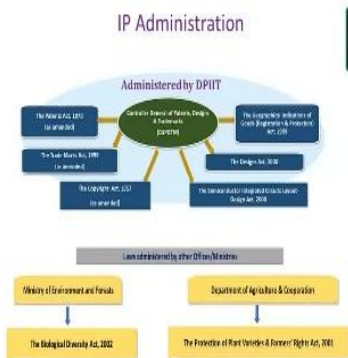 IP Administration
Administered by DPIIT
Controller General of Patents, Designs
& Trademarks
(CGPDTM)
The Patents Act, 1970
(as amended)
The Geographical Indications of
Goods (Registration & Protection)
Act, 1999
The Trade Marks Act, 1999
(as amended)
The Designs Act, 2000
The Copyright Act, 1957
(as amended)
The Semiconductor Integrated Circuits Layout-
Design Act, 2000
Laws administered by other Offices/Ministries
Ministry of Environment and Forests
Department of Agriculture & Cooperation
The Biological Diversity Act, 2002
The Protection of Plant Varieties & Farmers' Rights Act, 2001